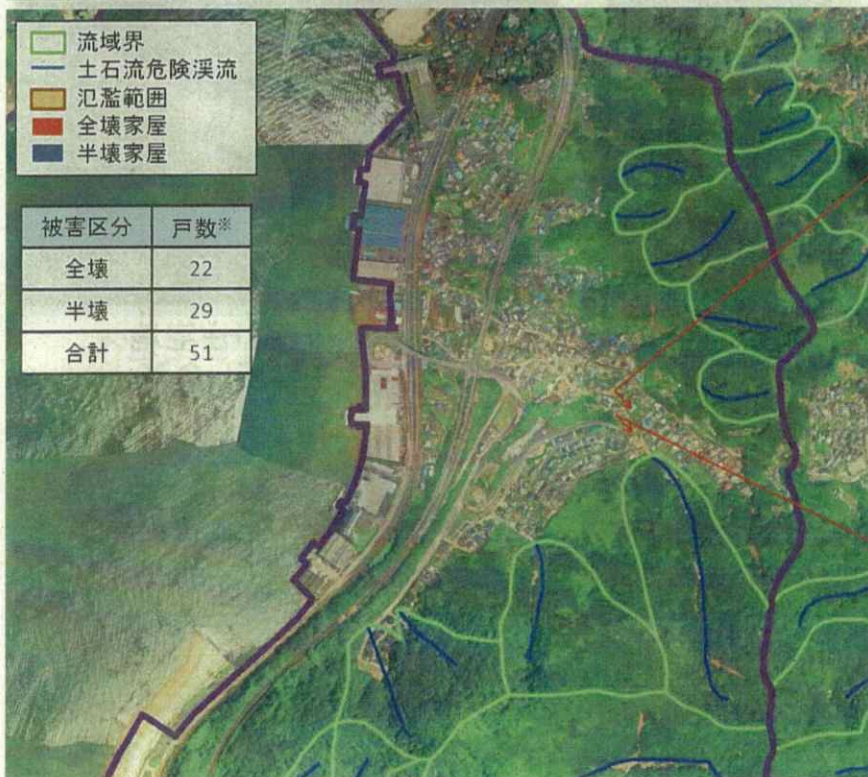 流域界
土石流危険渓流
氾濫範囲
全壊家屋
半壊家屋
被害区分 戸数※
全壊 22
半壊 29
合計 51